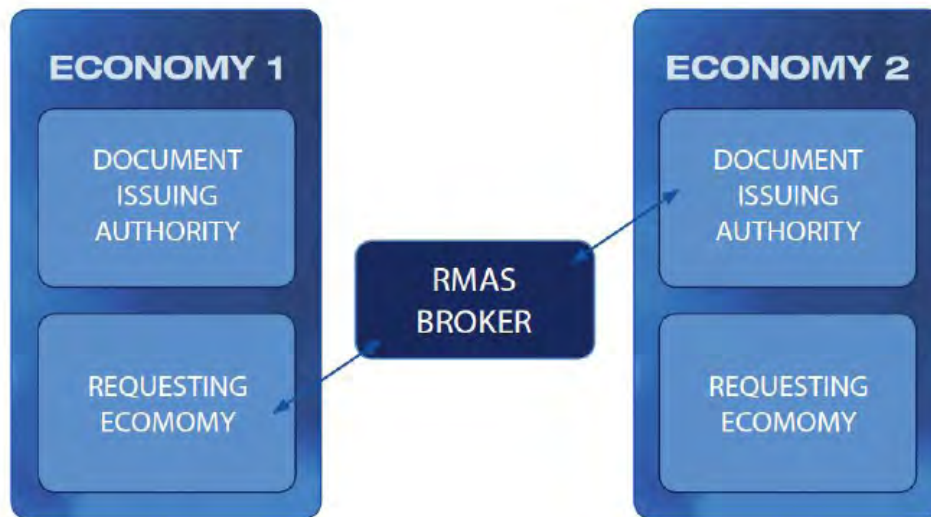 ECONOMY 1
DOCUMENT
ISSUING
AUTHORITY
REQUESTING
ECOMOMY
RMAS
BROKER
ECONOMY 2
DOCUMENT
ISSUING
AUTHORITY
REQUESTING
ECOMOMY